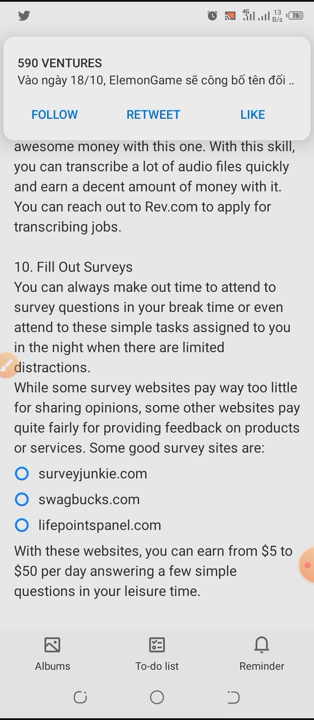 4G 13 B/s 76
590 VENTURES
Vào ngày 18/10, ElemonGame sẽ công bố tên đối ..
FOLLOW RETWEET LIKE
awesome money with this one. With this skill,
you can transcribe a lot of audio files quickly
and earn a decent amount of money with it.
You can reach out to Rev.com to apply for
transcribing jobs.
10. Fill Out Surveys
You can always make out time to attend to
survey questions in your break time or even
attend to these simple tasks assigned to you
in the night when there are limited
distractions.
While some survey websites pay way too little
for sharing opinions, some other websites pay
quite fairly for providing feedback on products
or services. Some good survey sites are:
surveyjunkie.com
swagbucks.com
lifepointspanel.com
With these websites, you can earn from $5 to
$50 per day answering a few simple
questions in your leisure time.
Albums To-do list Reminder